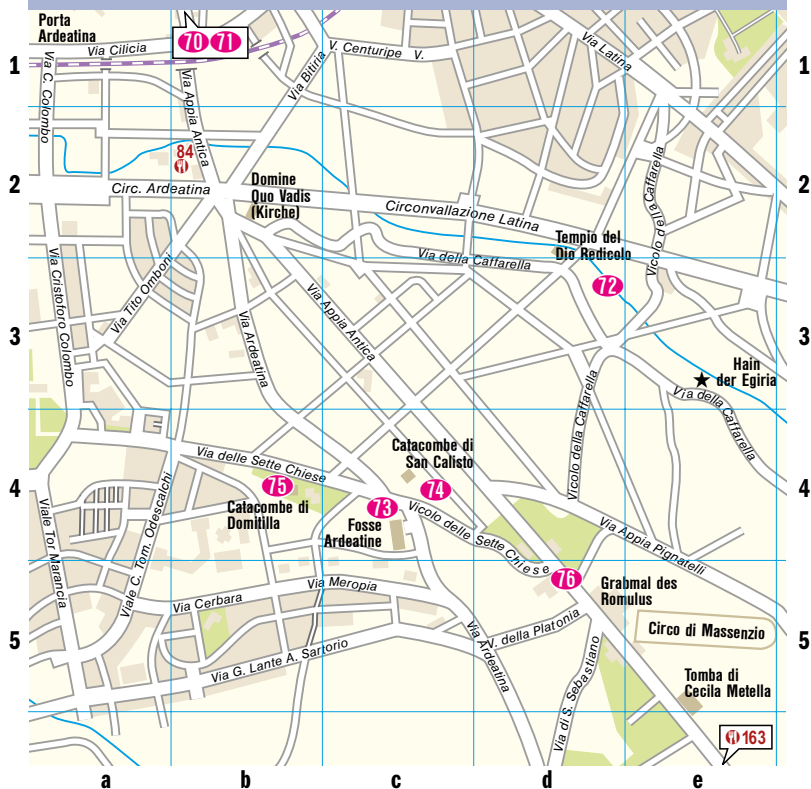 Porta
Ardeatina
70 71
Via Cilicia
V. Centuripe V.
Via Latina
1
1
Via C. Colombo
Via Bitiria
Via Appia Antica
84
2
2
Circ. Ardeatina
Domine
Quo Vadis
(Kirche)
Circonvallazione Latina
Vicolo della Caffarella
Tempio del
Dio Redicolo
Via della Caffarella
72
Via Cristoforo Colombo
Via Tito Omboni
Via Ardeatina
Via Appia Antica
3
3
Hain
der Egiria
Via della Caffarella
Vicolo della Caffarella
Catacombe di
San Calisto
Via delle Sette Chiese
4
4
75
74
73
Catacombe di
Domitilla
Fosse
Ardeatine
Vicolo delle Sette Chiese
Via Appia Pignatelli
Viale Tor Marancia
Viale C. Tom. Odescalchi
76
Grabmal des
Romulus
Via Meropia
Via Cerbara
5
5
Circo di Massenzio
V. della Platonia
Via Ardeatina
Via G. Lante A. Sartorio
Via di S. Sebastiano
Tomba di
Cecila Metella
163
a
b
c
d
e